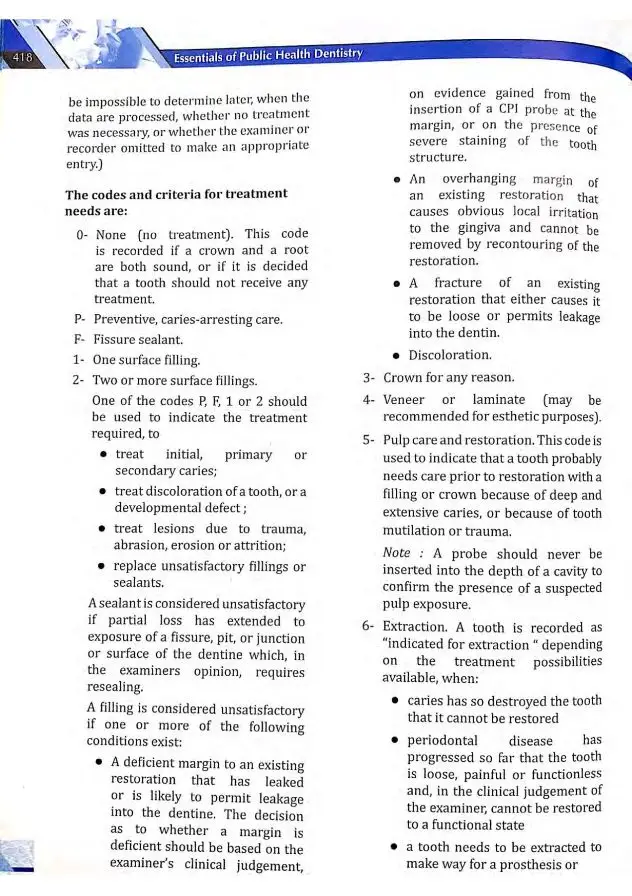 418
Essentials of Public Health Dentistry
be impossible to determine later, when the
data are processed, whether no treatment
was necessary, or whether the examiner or
recorder omitted to make an appropriate
entry.)
The codes and criteria for treatment
needs are:
0- None (no treatment). This code
is recorded if a crown and a root
are both sound, or if it is decided
that a tooth should not receive any
treatment.
P- Preventive, caries-arresting care.
F- Fissure sealant.
1- One surface filling.
2- Two or more surface fillings.
One of the codes P, F, 1 or 2 should
be used to indicate the treatment
required, to
• treat initial, primary or
secondary caries;
• treat discoloration of a tooth, or a
developmental defect ;
• treat lesions due to trauma,
abrasion, erosion or attrition;
• replace unsatisfactory fillings or
sealants.
A sealant is considered unsatisfactory
if partial loss has extended to
exposure of a fissure, pit, or junction
or surface of the dentine which, in
the examiners opinion, requires
resealing.
A filling is considered unsatisfactory
if one or more of the following
conditions exist:
• A deficient margin to an existing
restoration that has leaked
or is likely to permit leakage
into the dentine. The decision
as to whether a margin is
deficient should be based on the
examiner's clinical judgement,
on evidence gained from the
insertion of a CPI probe at the
margin, or on the presence of
severe staining of the tooth
structure.
• An overhanging margin of
an existing restoration that
causes obvious local irritation
to the gingiva and cannot be
removed by recontouring of the
restoration.
• A fracture of an existing
restoration that either causes it
to be loose or permits leakage
into the dentin.
• Discoloration.
3- Crown for any reason.
4- Veneer or laminate (may be
recommended for esthetic purposes).
5- Pulp care and restoration. This code is
used to indicate that a tooth probably
needs care prior to restoration with a
filling or crown because of deep and
extensive caries, or because of tooth
mutilation or trauma.
Note : A probe should never be
inserted into the depth of a cavity to
confirm the presence of a suspected
pulp exposure.
6- Extraction. A tooth is recorded as
"indicated for extraction " depending
on the treatment possibilities
available, when:
• caries has so destroyed the tooth
that it cannot be restored
• periodontal disease has
progressed so far that the tooth
is loose, painful or functionless
and, in the clinical judgement of
the examiner, cannot be restored
to a functional state
• a tooth needs to be extracted to
make way for a prosthesis or